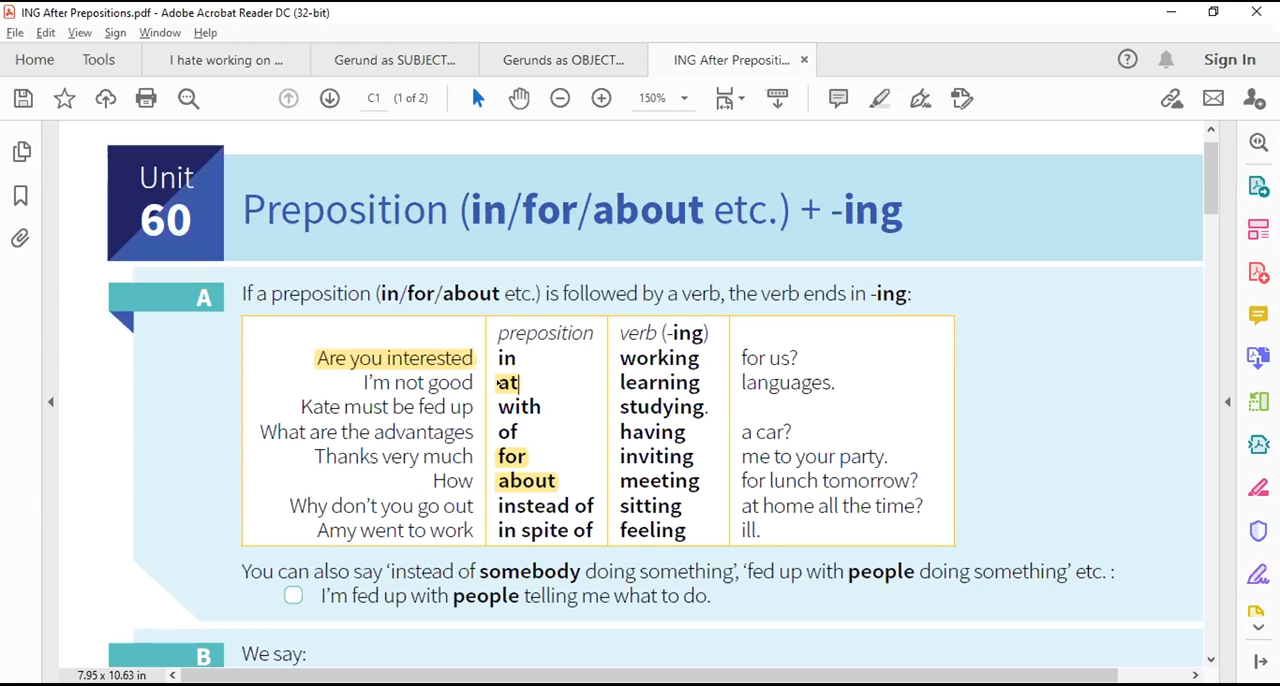 ING After Prepositions.pdf - Adobe Acrobat Reader DC (32-bit)
File Edit View Sign Window Help
Home Tools I hate working on ... Gerund as SUBJECT... Gerunds as OBJECT... ING After Prepositi... ×
Sign In
C1 (1 of 2) 150%
Unit
60
Preposition (in/for/about etc.) + -ing
A
If a preposition (in/for/about etc.) is followed by a verb, the verb ends in -ing:
preposition verb (-ing)
Are you interested in working for us?
I'm not good at learning languages.
Kate must be fed up with studying.
What are the advantages of having a car?
Thanks very much for inviting me to your party.
How about meeting for lunch tomorrow?
Why don't you go out instead of sitting at home all the time?
Amy went to work in spite of feeling ill.
You can also say 'instead of somebody doing something', 'fed up with people doing something' etc. :
I'm fed up with people telling me what to do.
B
We say:
7.95 x 10.63 in